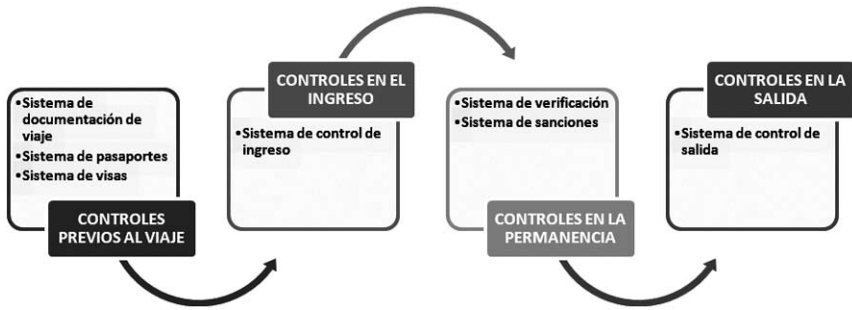 •Sistema de
documentación de
viaje
•Sistema de pasaportes
•Sistema de visas
CONTROLES
PREVIOS AL VIAJE
CONTROLES EN EL
INGRESO
•Sistema de control de
ingreso
•Sistema de verificación
•Sistema de sanciones
CONTROLES EN LA
PERMANENCIA
CONTROLES EN LA
SALIDA
•Sistema de control de
salida